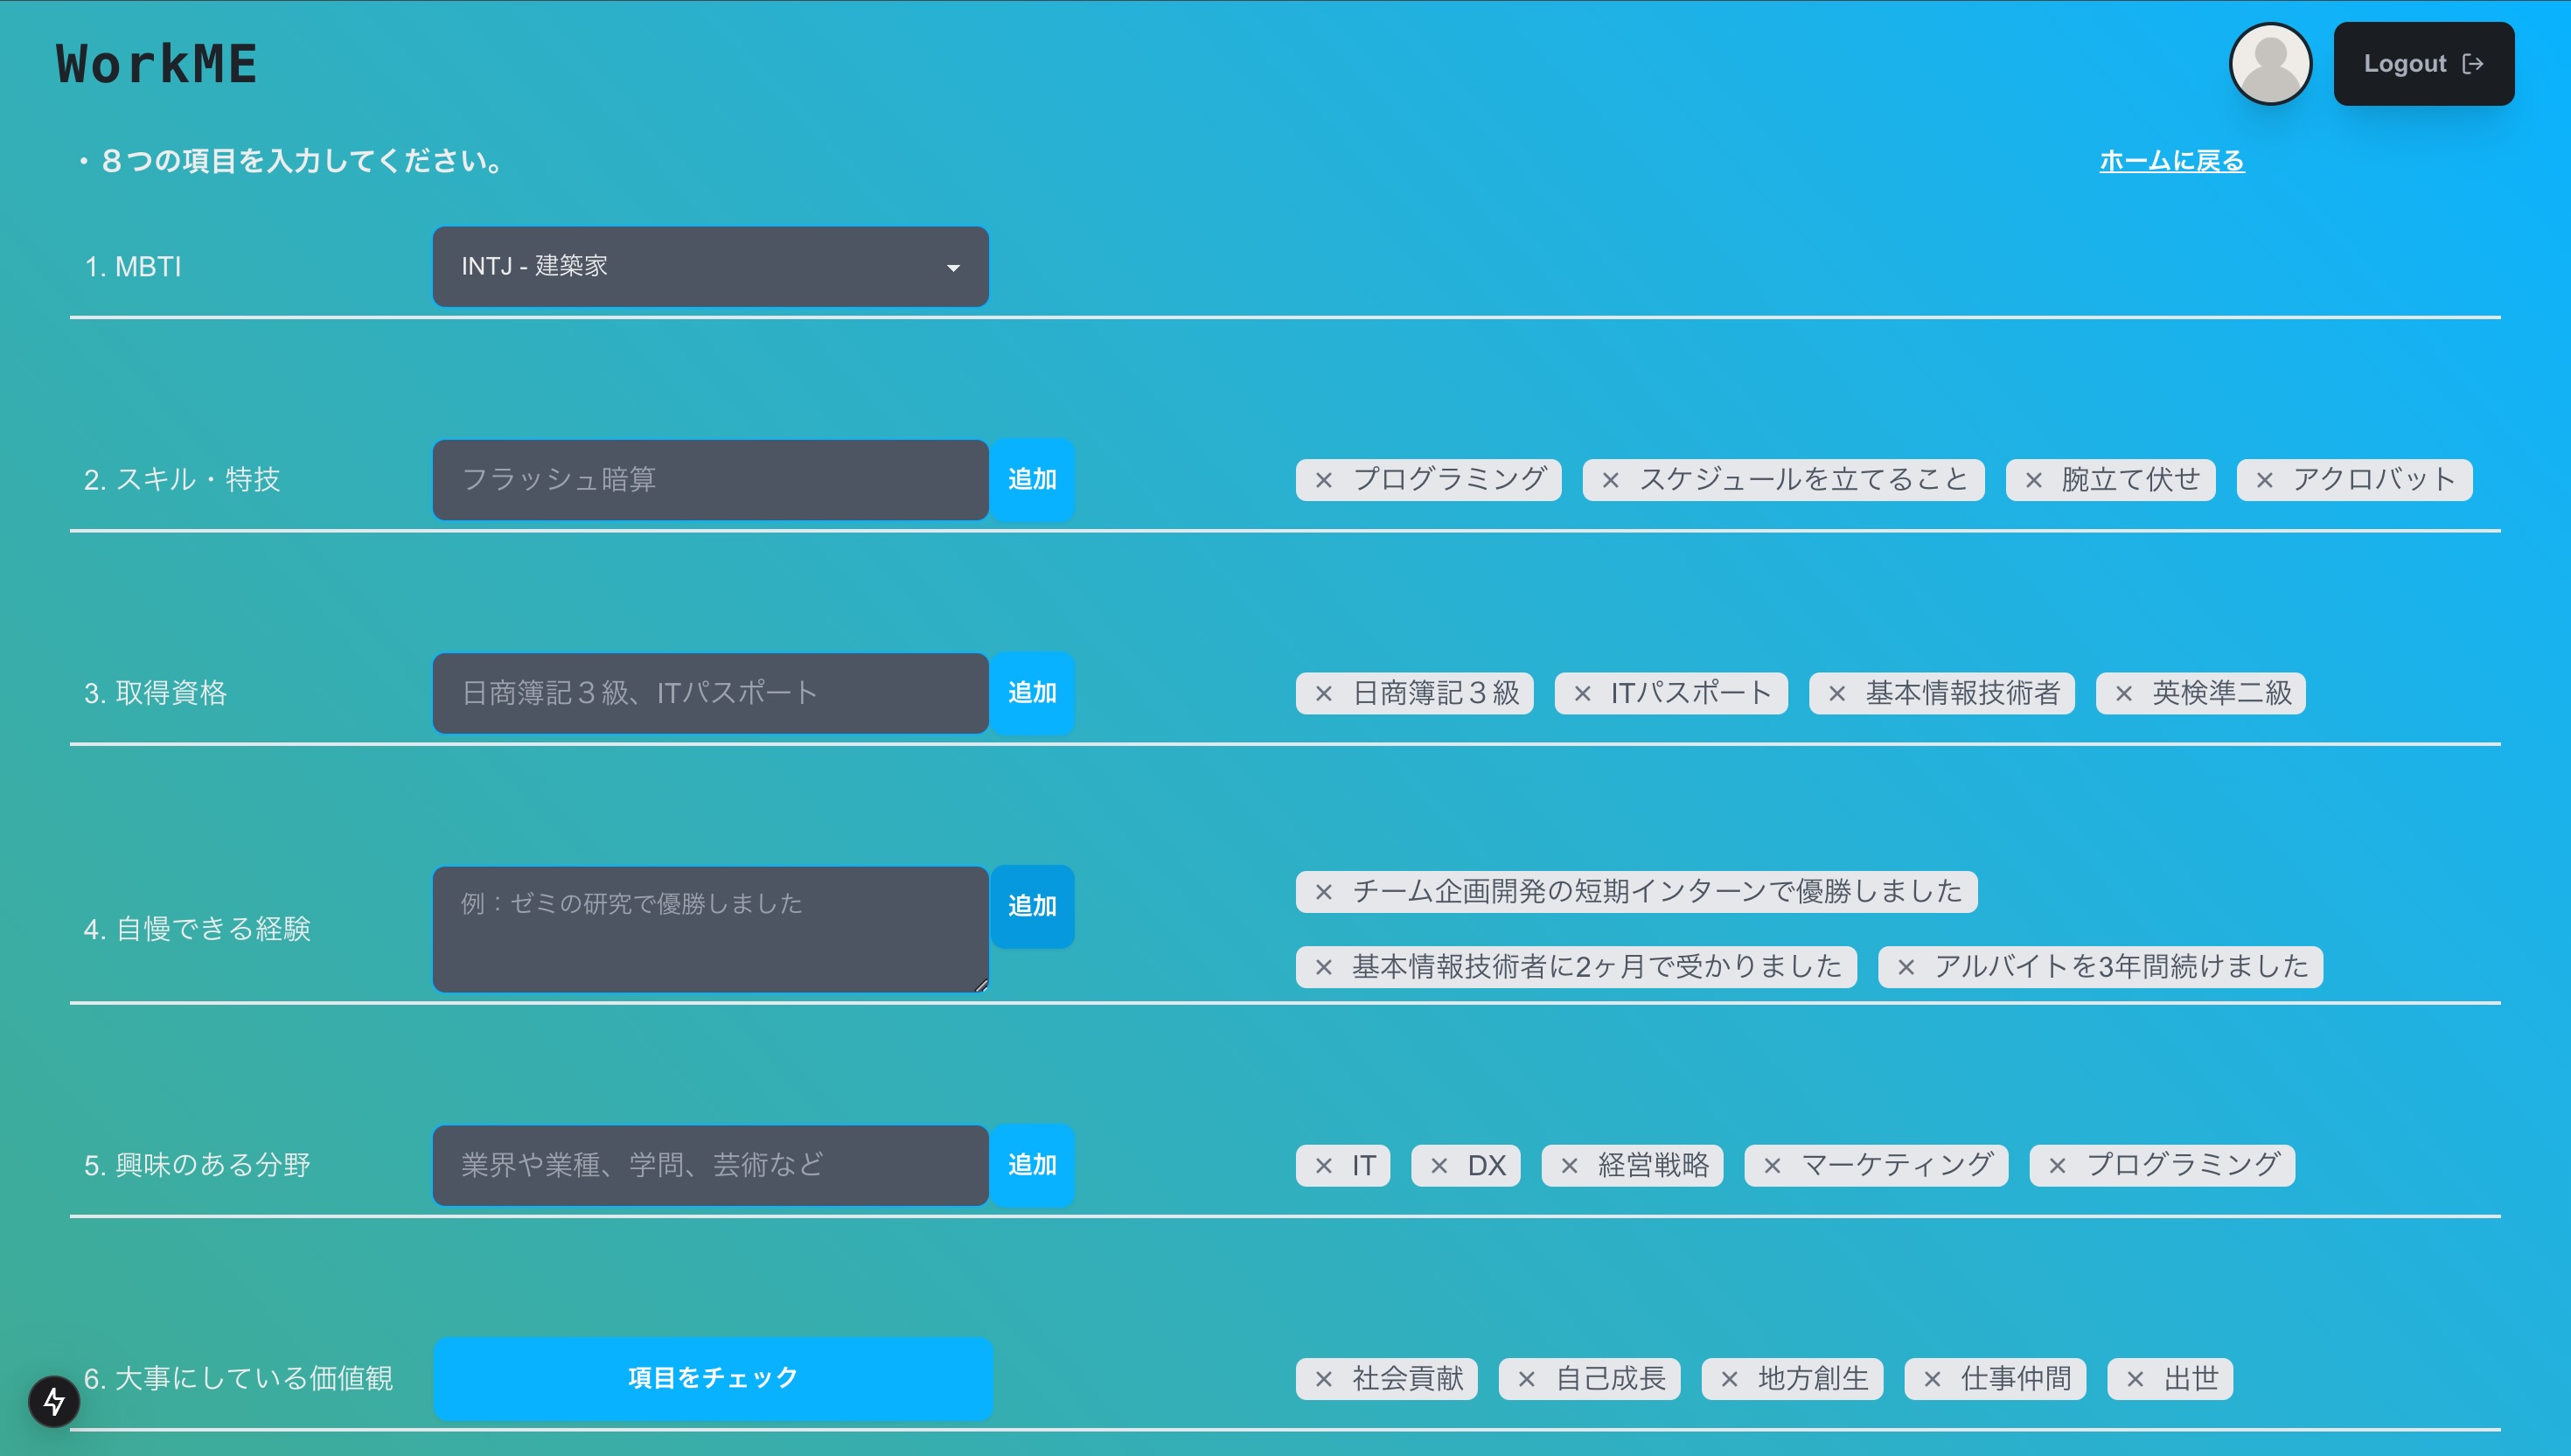 WorkME
Logout
・８つの項目を入力してください。
ホームに戻る
1. MBTI
INTJ - 建築家
2. スキル・特技
フラッシュ暗算
追加
× プログラミング × スケジュールを立てること × 腕立て伏せ × アクロバット
3. 取得資格
日商簿記３級、ITパスポート
追加
× 日商簿記３級 × ITパスポート × 基本情報技術者 × 英検準二級
4. 自慢できる経験
例：ゼミの研究で優勝しました
追加
× チーム企画開発の短期インターンで優勝しました
× 基本情報技術者に2ヶ月で受かりました × アルバイトを3年間続けました
5. 興味のある分野
業界や業種、学問、芸術など
追加
× IT × DX × 経営戦略 × マーケティング × プログラミング
6. 大事にしている価値観
項目をチェック
× 社会貢献 × 自己成長 × 地方創生 × 仕事仲間 × 出世